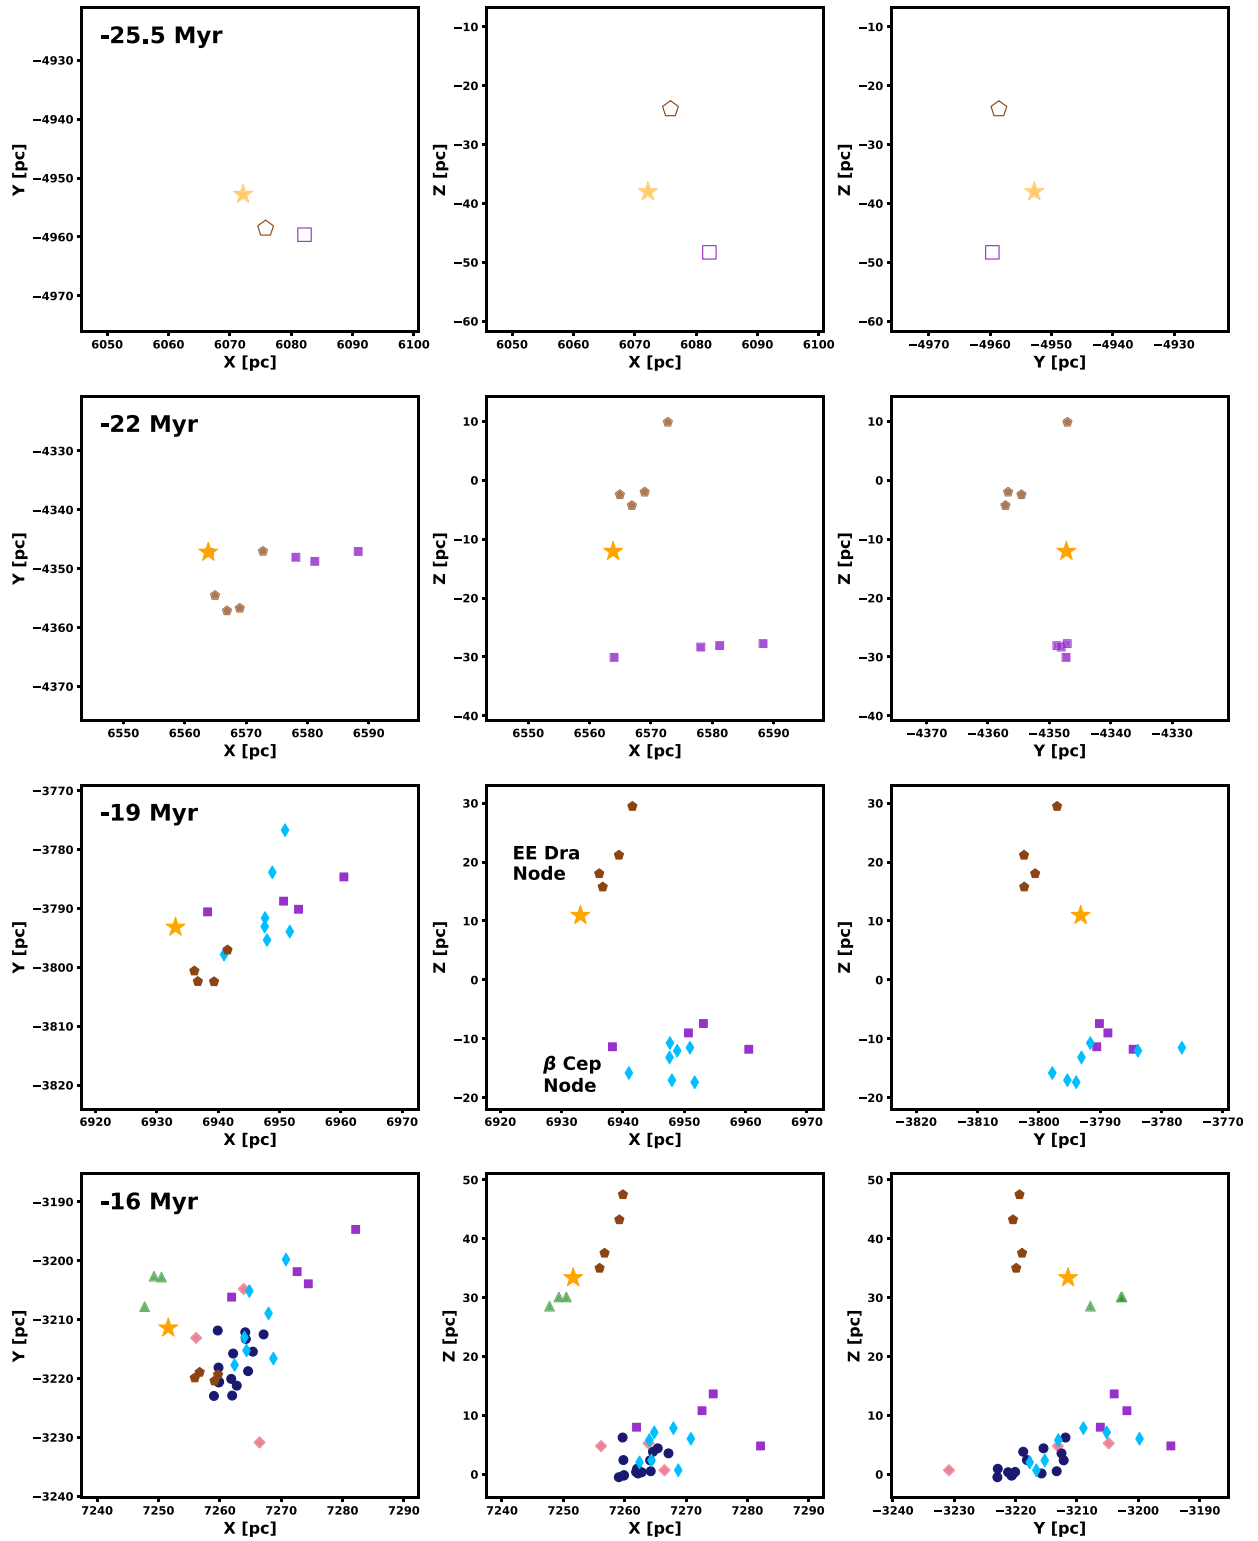 -25.5 Myr
−4930
−4940
−4950
−4960
−4970
Y [pc]
6050 6060 6070 6080 6090 6100
X [pc]
−10
−20
−30
−40
−50
−60
Z [pc]
6050 6060 6070 6080 6090 6100
X [pc]
−10
−20
−30
−40
−50
−60
Z [pc]
−4970 −4960 −4950 −4940 −4930
Y [pc]
-22 Myr
−4330
−4340
−4350
−4360
−4370
Y [pc]
6550 6560 6570 6580 6590
X [pc]
10
0
−10
−20
−30
−40
Z [pc]
6550 6560 6570 6580 6590
X [pc]
10
0
−10
−20
−30
−40
Z [pc]
−4370 −4360 −4350 −4340 −4330
Y [pc]
-19 Myr
−3770
−3780
−3790
−3800
−3810
−3820
Y [pc]
6920 6930 6940 6950 6960 6970
X [pc]
EE Dra
Node
β Cep
Node
30
20
10
0
−10
−20
Z [pc]
6920 6930 6940 6950 6960 6970
X [pc]
30
20
10
0
−10
−20
Z [pc]
−3820 −3810 −3800 −3790 −3780 −3770
Y [pc]
-16 Myr
−3190
−3200
−3210
−3220
−3230
−3240
Y [pc]
7240 7250 7260 7270 7280 7290
X [pc]
50
40
30
20
10
0
Z [pc]
7240 7250 7260 7270 7280 7290
X [pc]
50
40
30
20
10
0
Z [pc]
−3240 −3230 −3220 −3210 −3200 −3190
Y [pc]